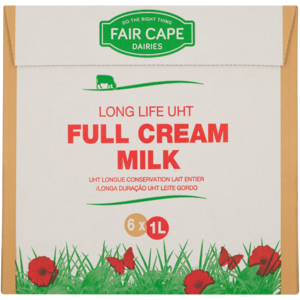 DO THE RIGHT THING
FAIR CAPE
DAIRIES
LONG LIFE UHT
FULL CREAM
MILK
UHT LONGUE CONSERVATION LAIT ENTIER
/LONGA DURAÇÃO UHT LEITE GORDO
6 x 1L